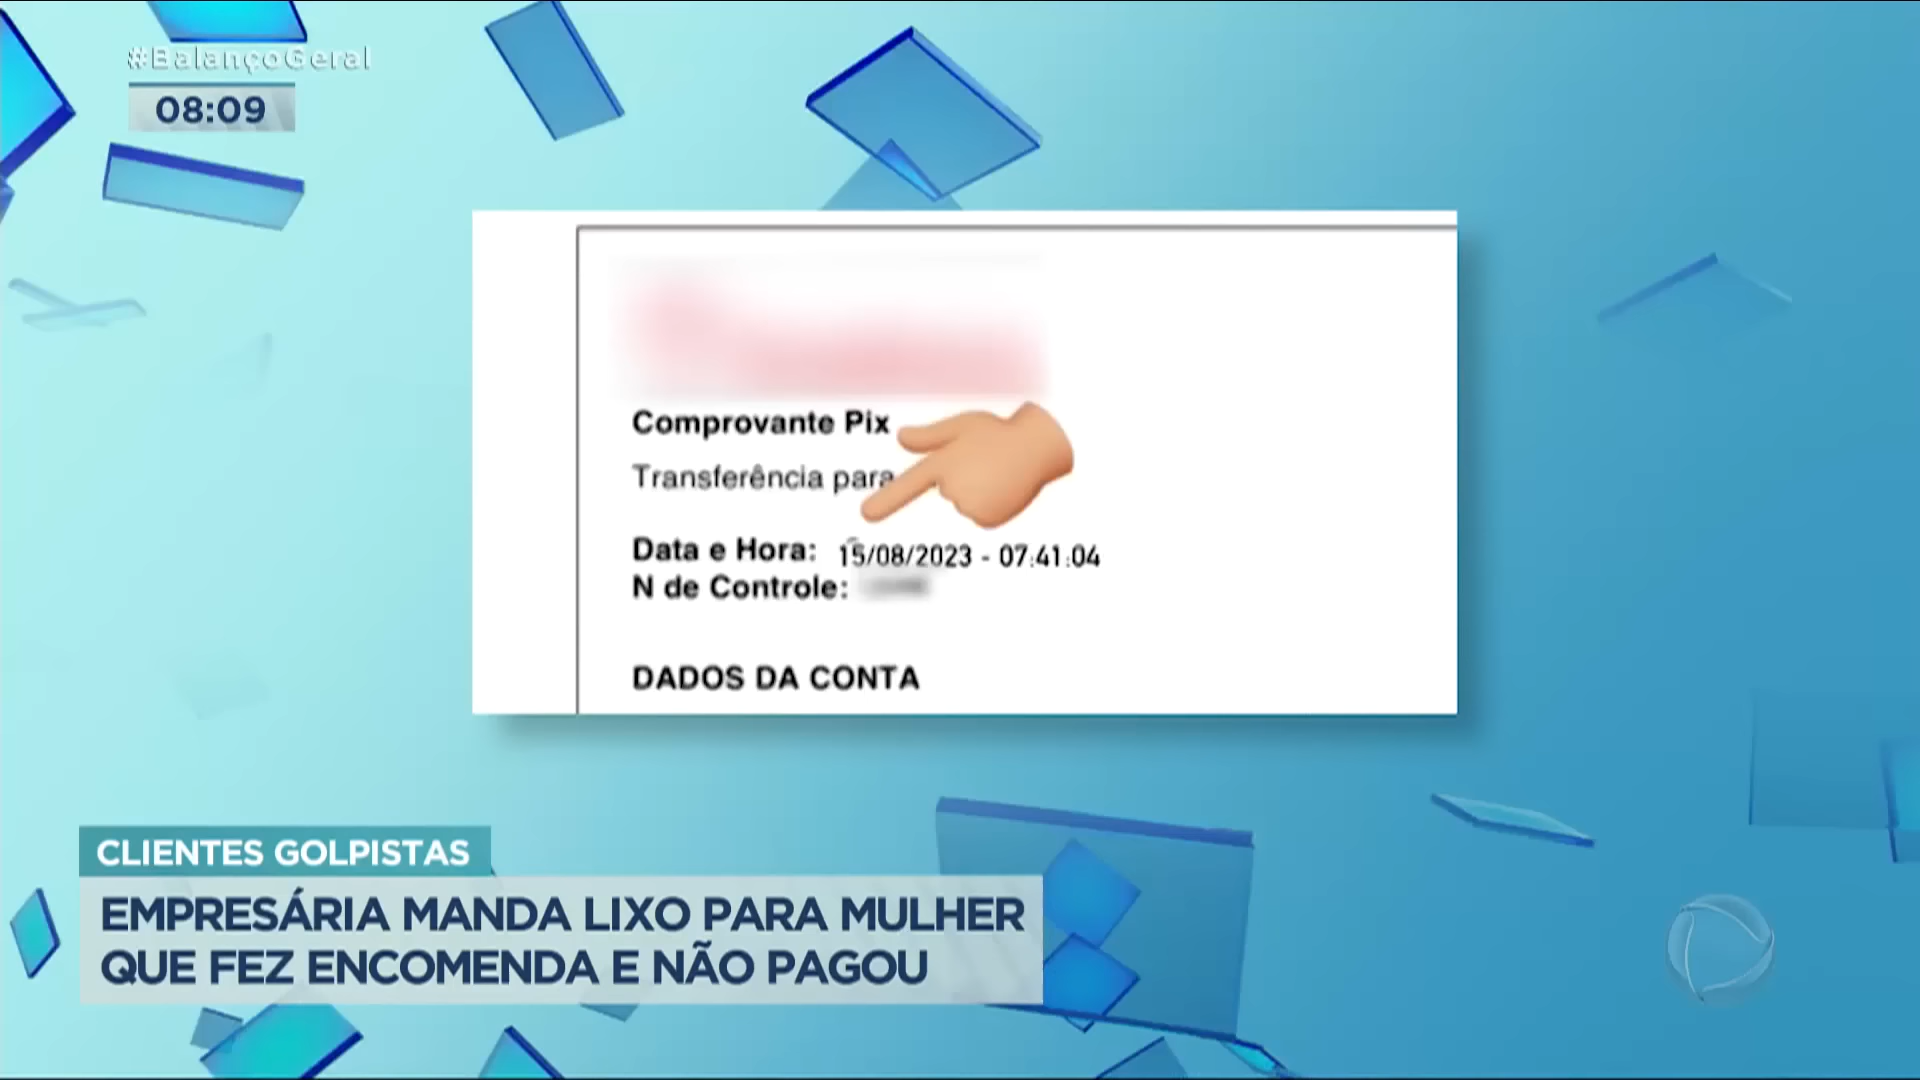 #BalançoGeral
08:09
Comprovante Pix
Transferência para
Data e Hora: 15/08/2023 - 07:41:04
N de Controle:
DADOS DA CONTA
CLIENTES GOLPISTAS
EMPRESÁRIA MANDA LIXO PARA MULHER
QUE FEZ ENCOMENDA E NÃO PAGOU